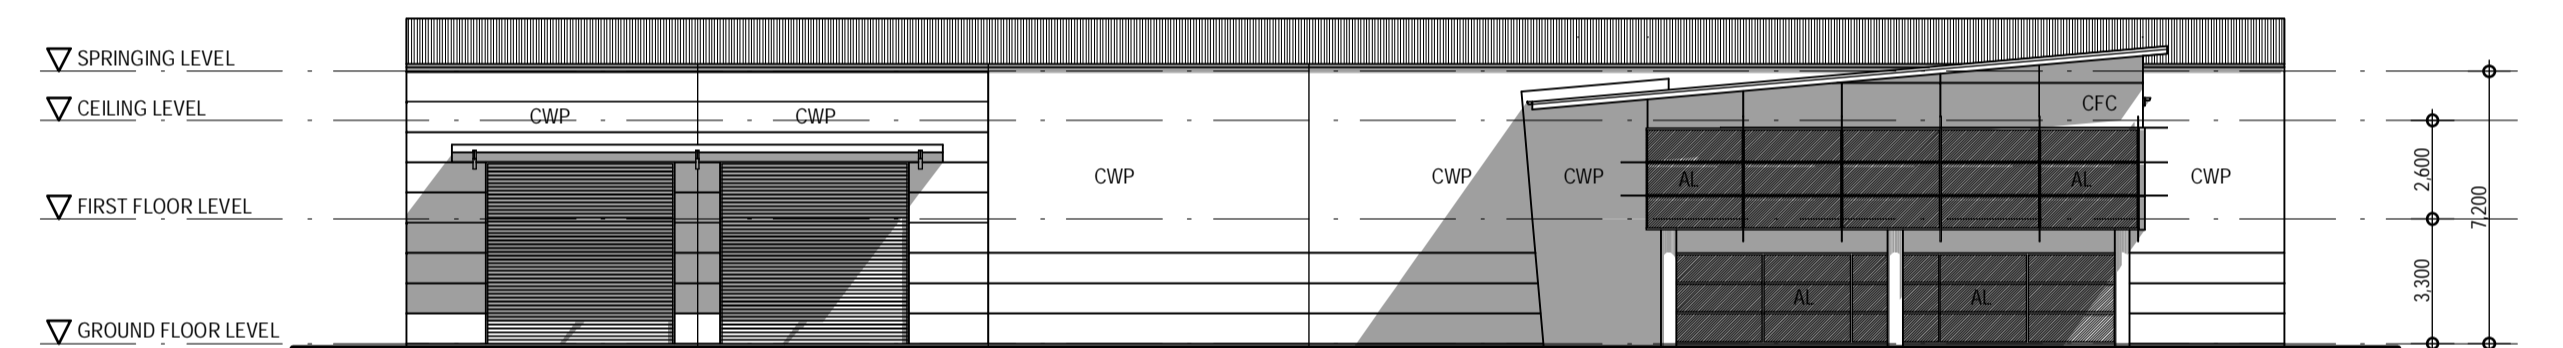 SPRINGING LEVEL
CEILING LEVEL
CFC
CWP CWP
CWP CWP CWP AL AL CWP
2,600
7,200
FIRST FLOOR LEVEL
3,300
AL AL
GROUND FLOOR LEVEL